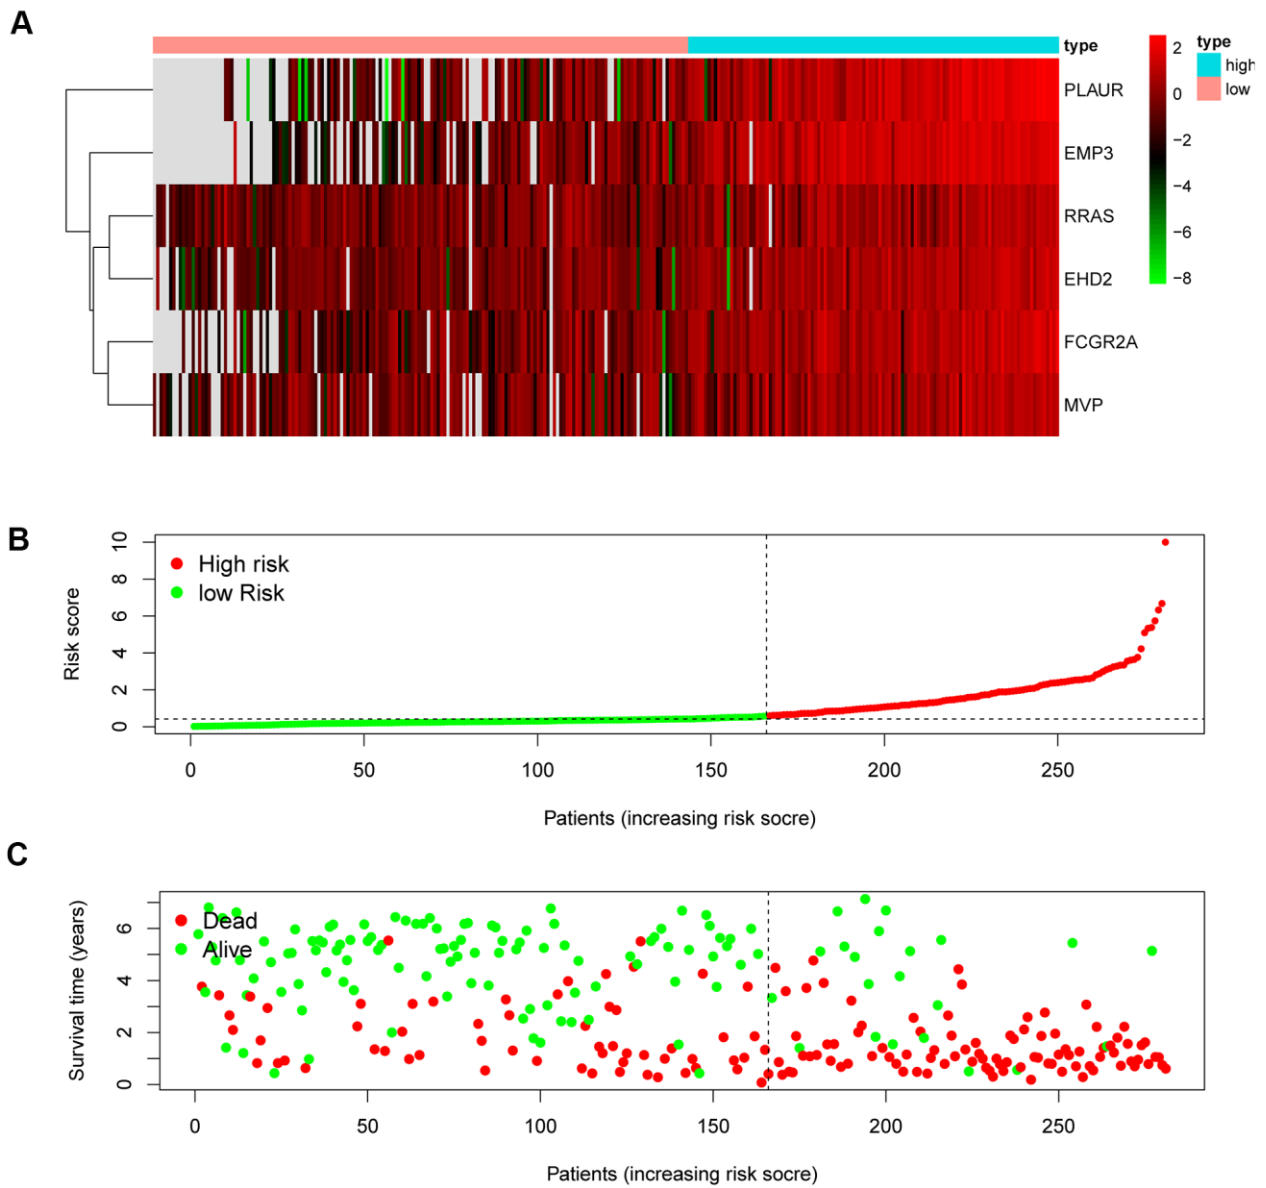 A
type
PLAUR
EMP3
RRAS
EHD2
FCGR2A
MVP
2
0
−2
−4
−6
−8
type
high
low
B
High risk
low Risk
Risk score
10
8
6
4
2
0
0 50 100 150 200 250
Patients (increasing risk socre)
C
Dead
Alive
Survival time (years)
6
4
2
0
0 50 100 150 200 250
Patients (increasing risk socre)